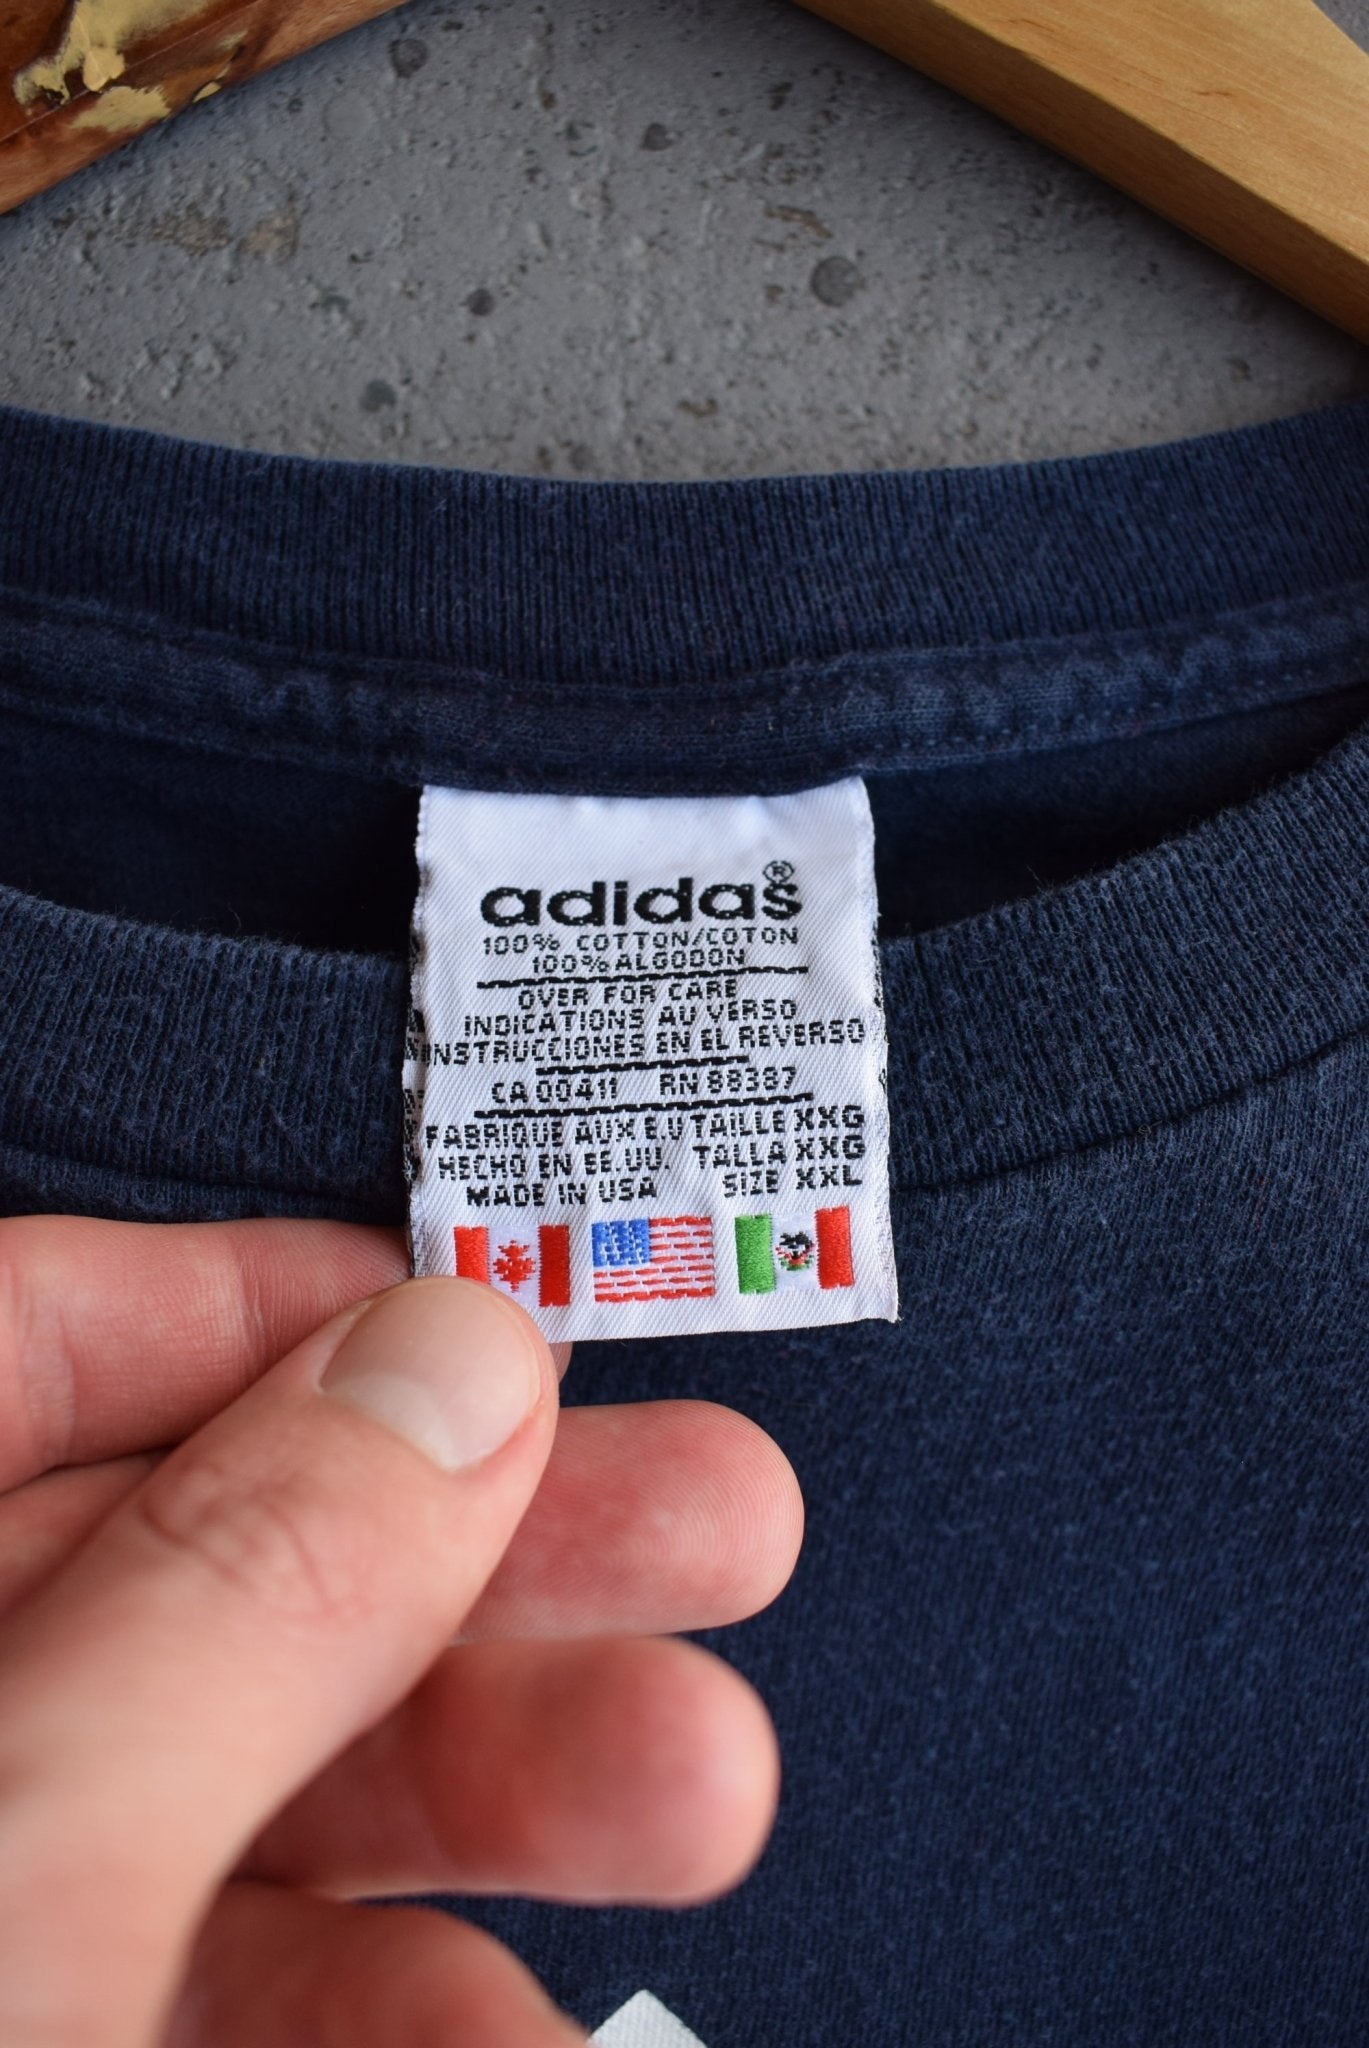 adidas®
100% COTTON/COTON
100% ALGODON
OVER FOR CARE
INDICATIONS AU VERSO
INSTRUCCIONES EN EL REVERSO
CA 00411 RN 88387
FABRIQUE AUX E.U TAILLE XXG
HECHO EN EE.UU. TALLA XXG
MADE IN USA SIZE XXL